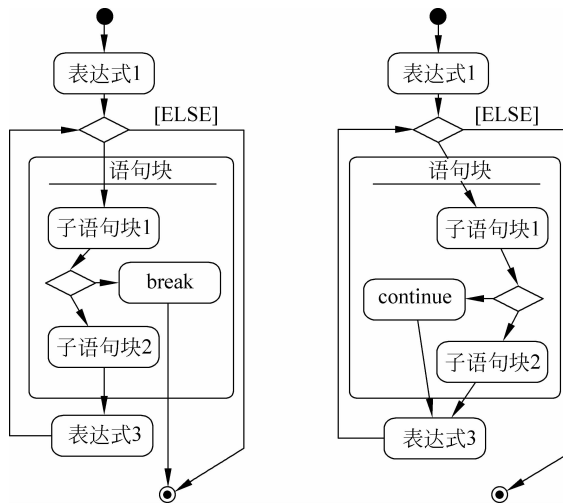 表达式1
[ELSE]
语句块
子语句块1
break
子语句块2
表达式3
表达式1
[ELSE]
语句块
子语句块1
continue
子语句块2
表达式3